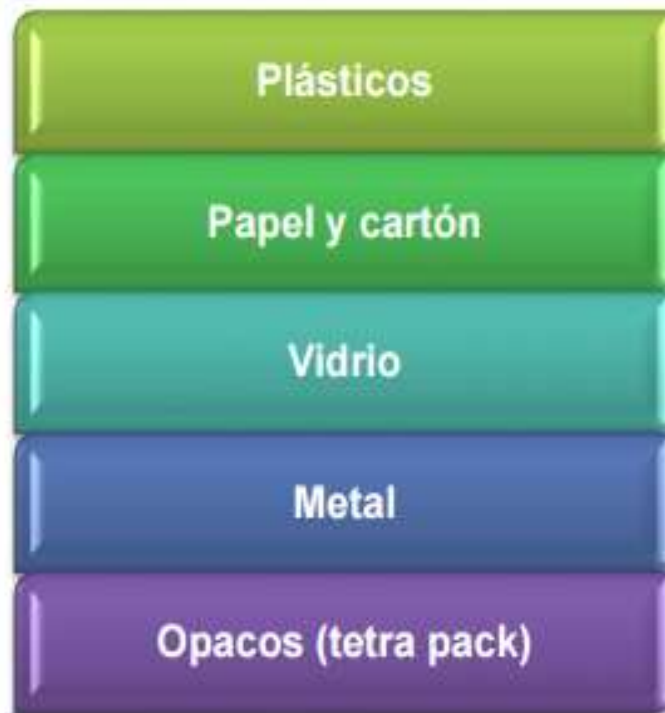 Plásticos
Papel y cartón
Vidrio
Metal
Opacos (tetra pack)